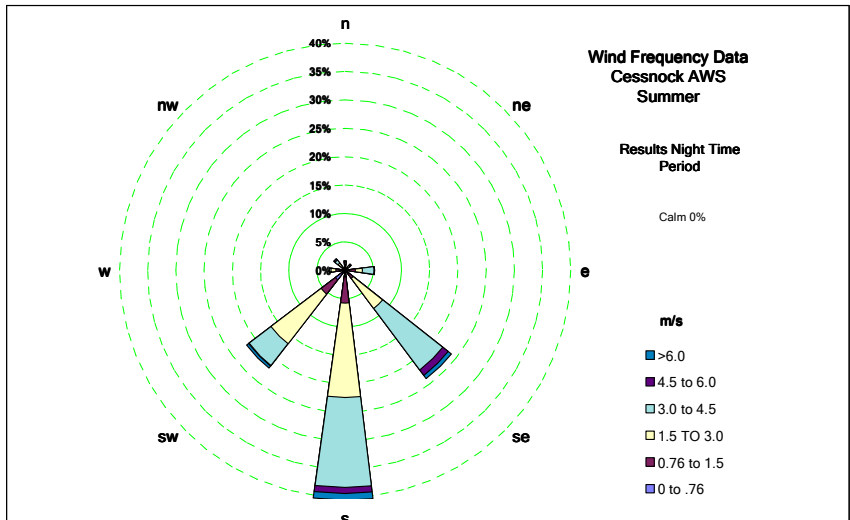 n
40%
35%
30%
25%
20%
15%
10%
5%
0%
nw
ne
w
e
sw
se
s
Wind Frequency Data
Cessnock AWS
Summer
Results Night Time
Period
Calm 0%
m/s
>6.0
4.5 to 6.0
3.0 to 4.5
1.5 TO 3.0
0.76 to 1.5
0 to .76